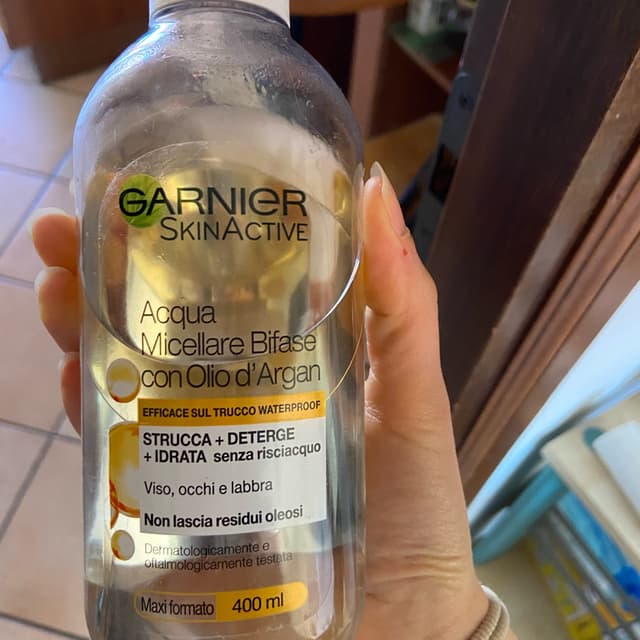 GARNIER
SKINACTIVE
Acqua
Micellare Bifase
con Olio d'Argan
EFFICACE SUL TRUCCO WATERPROOF
STRUCCA + DETERGE
+ IDRATA senza risciacquo
Viso, occhi e labbra
Non lascia residui oleosi
Dermatologicamente e
oftalmologicamente testata
Maxi formato 400 ml